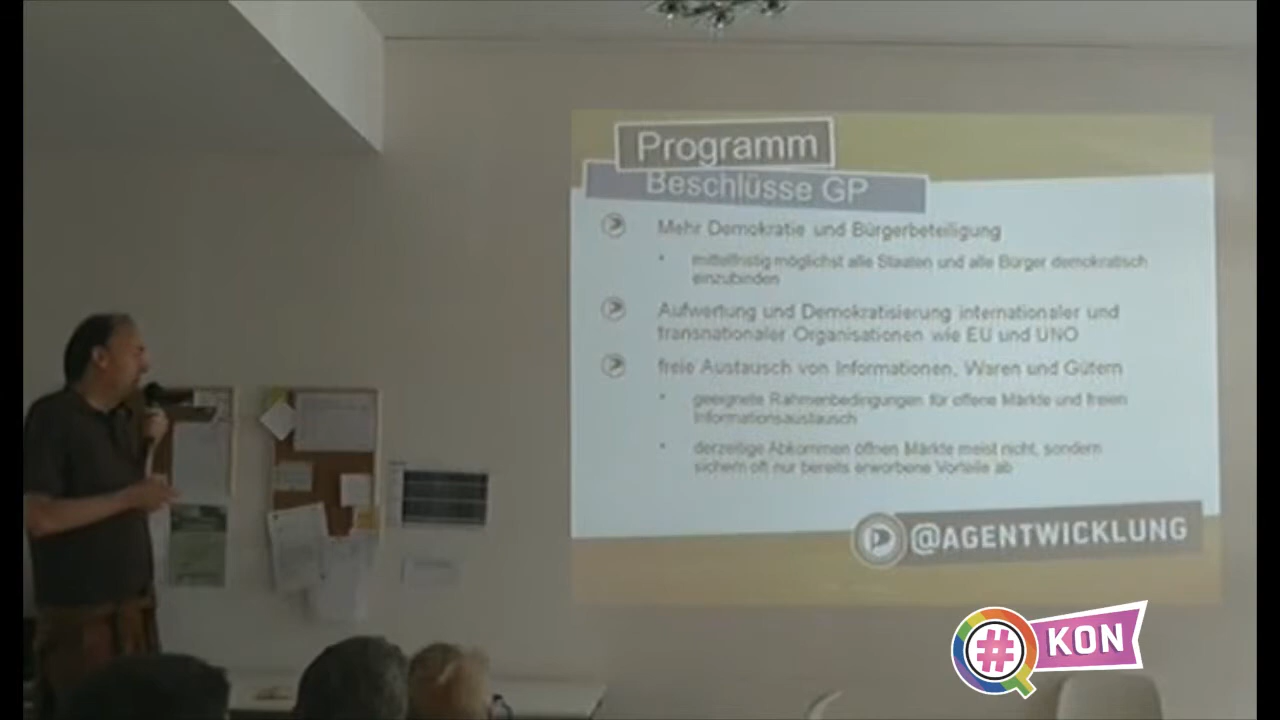 Programm
Beschlüsse GP
Mehr Demokratie und Bürgerbeteiligung
mittelfristig möglichst alle Staaten und alle Bürger demokratisch
einzubinden
Aufwertung und Demokratisierung internationaler und
transnationaler Organisationen wie EU und UNO
freie Austausch von Informationen, Waren und Gütern
geeignete Rahmenbedingungen für offene Märkte und freien
Informationsaustausch
derzeitige Abkommen öffnen Märkte meist nicht, sondern
sichern oft nur bereits erworbene Vorteile ab
@AGENTWICKLUNG
# KON